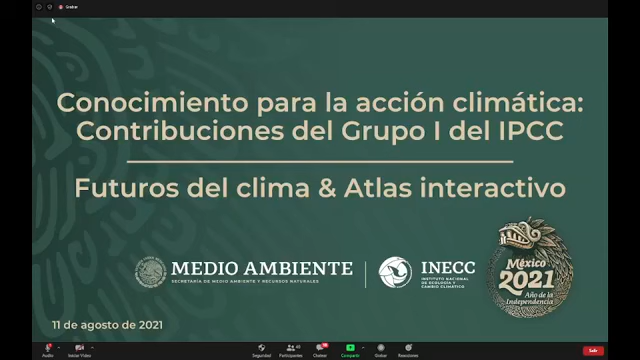 Grabar
Conocimiento para la acción climática:
Contribuciones del Grupo I del IPCC
Futuros del clima & Atlas interactivo
MEDIO AMBIENTE
SECRETARÍA DE MEDIO AMBIENTE Y RECURSOS NATURALES
INECC
INSTITUTO NACIONAL
DE ECOLOGÍA Y
CAMBIO CLIMÁTICO
México
2021
Año de la
Independencia
11 de agosto de 2021
Audio
Iniciar Video
Seguridad
Participantes
Chatear
Compartir
Grabar
Reacciones
Salir